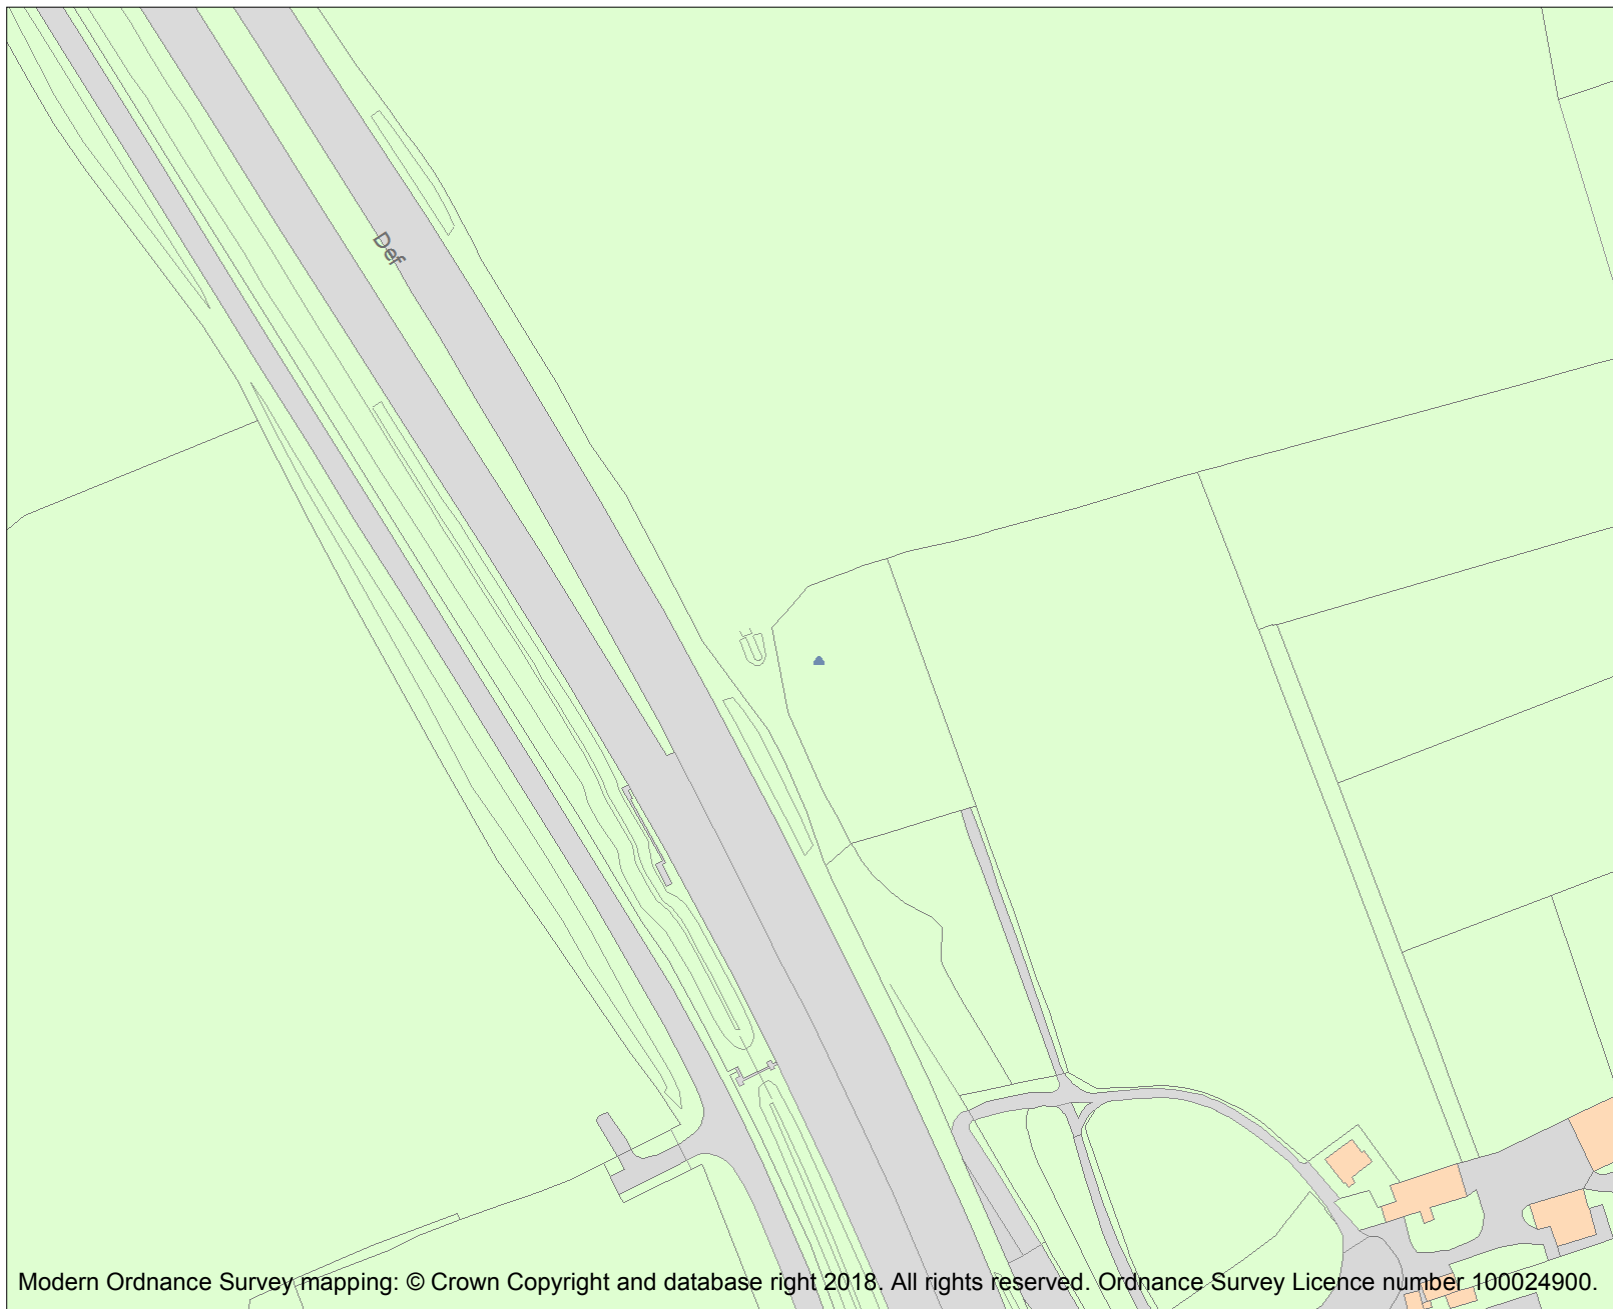 Def
Modern Ordnance Survey mapping: © Crown Copyright and database right 2018. All rights reserved. Ordnance Survey Licence number 100024900.